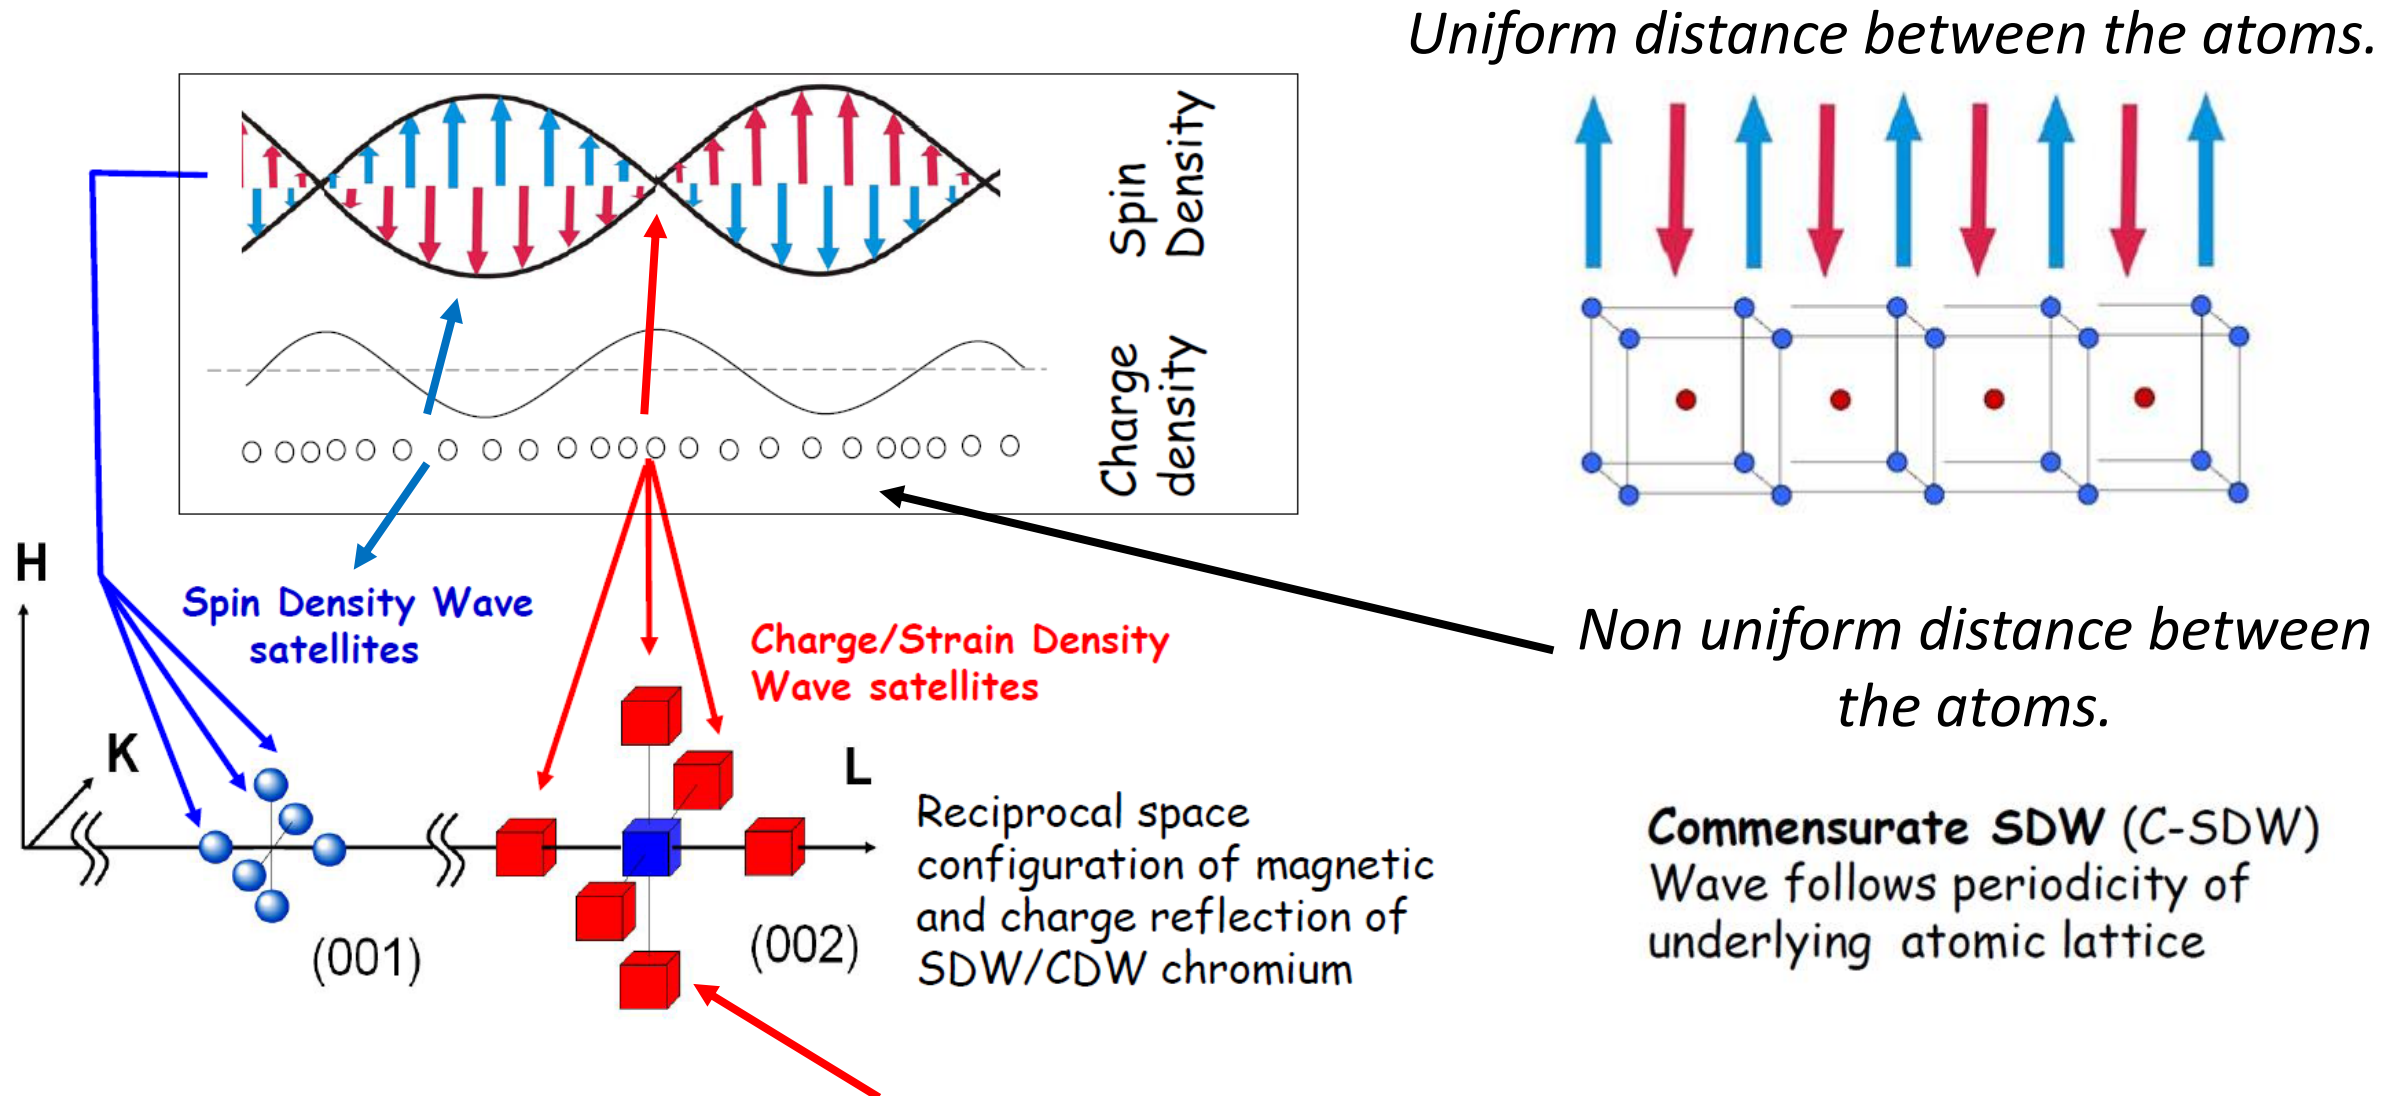 Uniform distance between the atoms.
Spin
Density
Charge
density
H
K
L
Spin Density Wave
satellites
Charge/Strain Density
Wave satellites
(001)
(002)
Reciprocal space
configuration of magnetic
and charge reflection of
SDW/CDW chromium
Non uniform distance between
the atoms.
Commensurate SDW (C-SDW)
Wave follows periodicity of
underlying atomic lattice